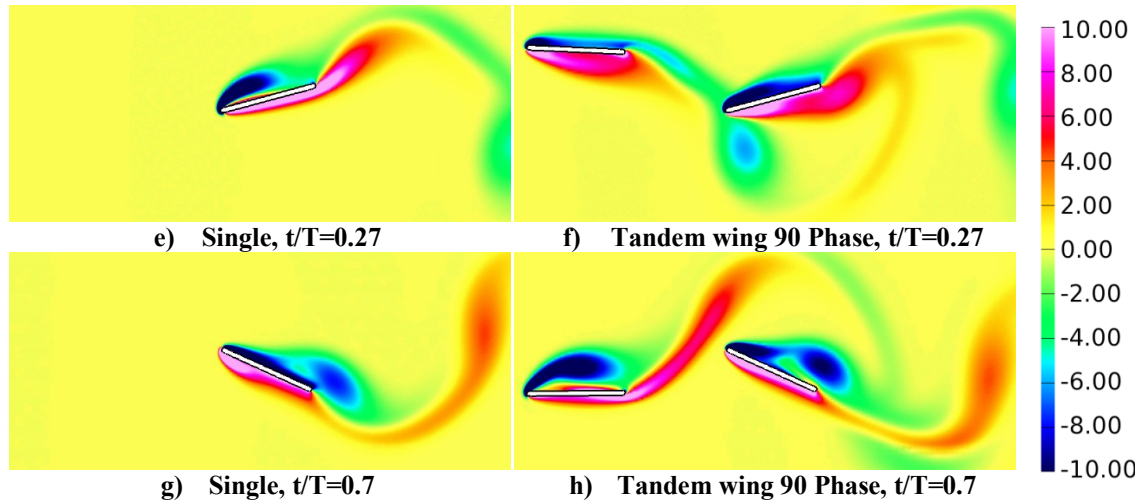 e) Single, t/T=0.27
f) Tandem wing 90 Phase, t/T=0.27
g) Single, t/T=0.7
h) Tandem wing 90 Phase, t/T=0.7
10.00
8.00
6.00
4.00
2.00
0.00
-2.00
-4.00
-6.00
-8.00
-10.00